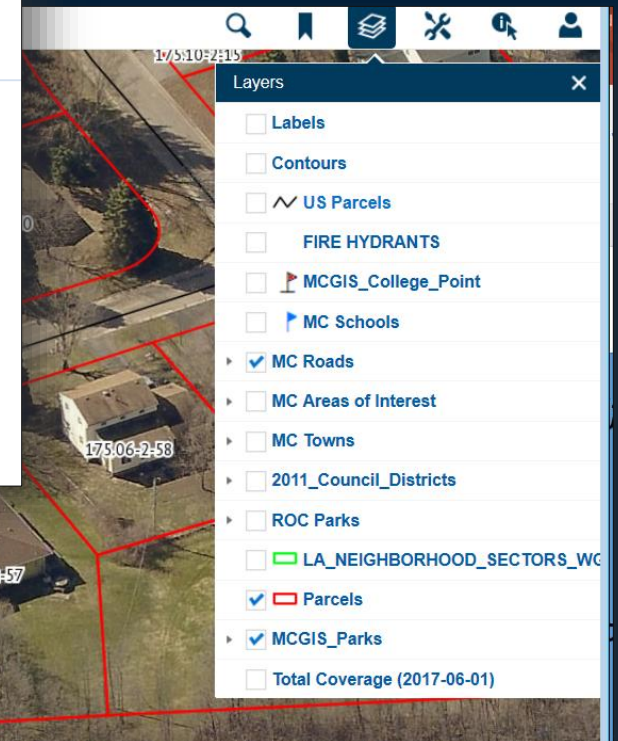 175.10-2-15
Layers
Labels
Contours
US Parcels
FIRE HYDRANTS
MCGIS_College_Point
MC Schools
MC Roads
MC Areas of Interest
MC Towns
2011_Council_Districts
ROC Parks
LA_NEIGHBORHOOD_SECTORS_WG
Parcels
MCGIS_Parks
Total Coverage (2017-06-01)
175.06-2-58
-57